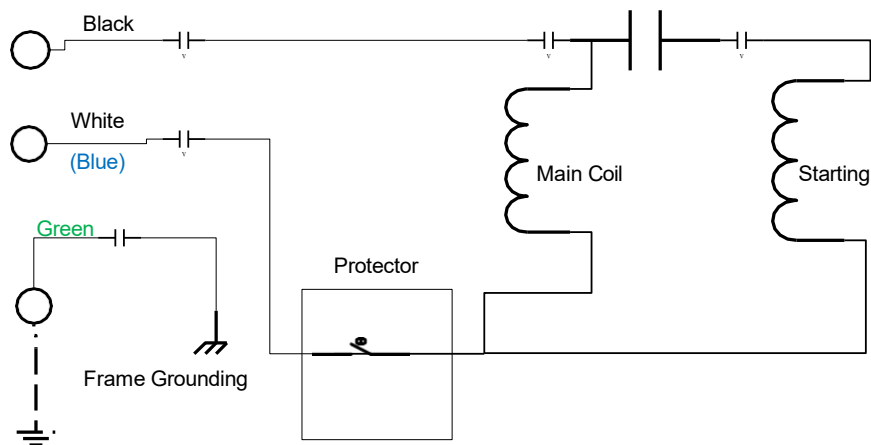 Black
White
(Blue)
Main Coil
Starting
Green
Protector
Frame Grounding